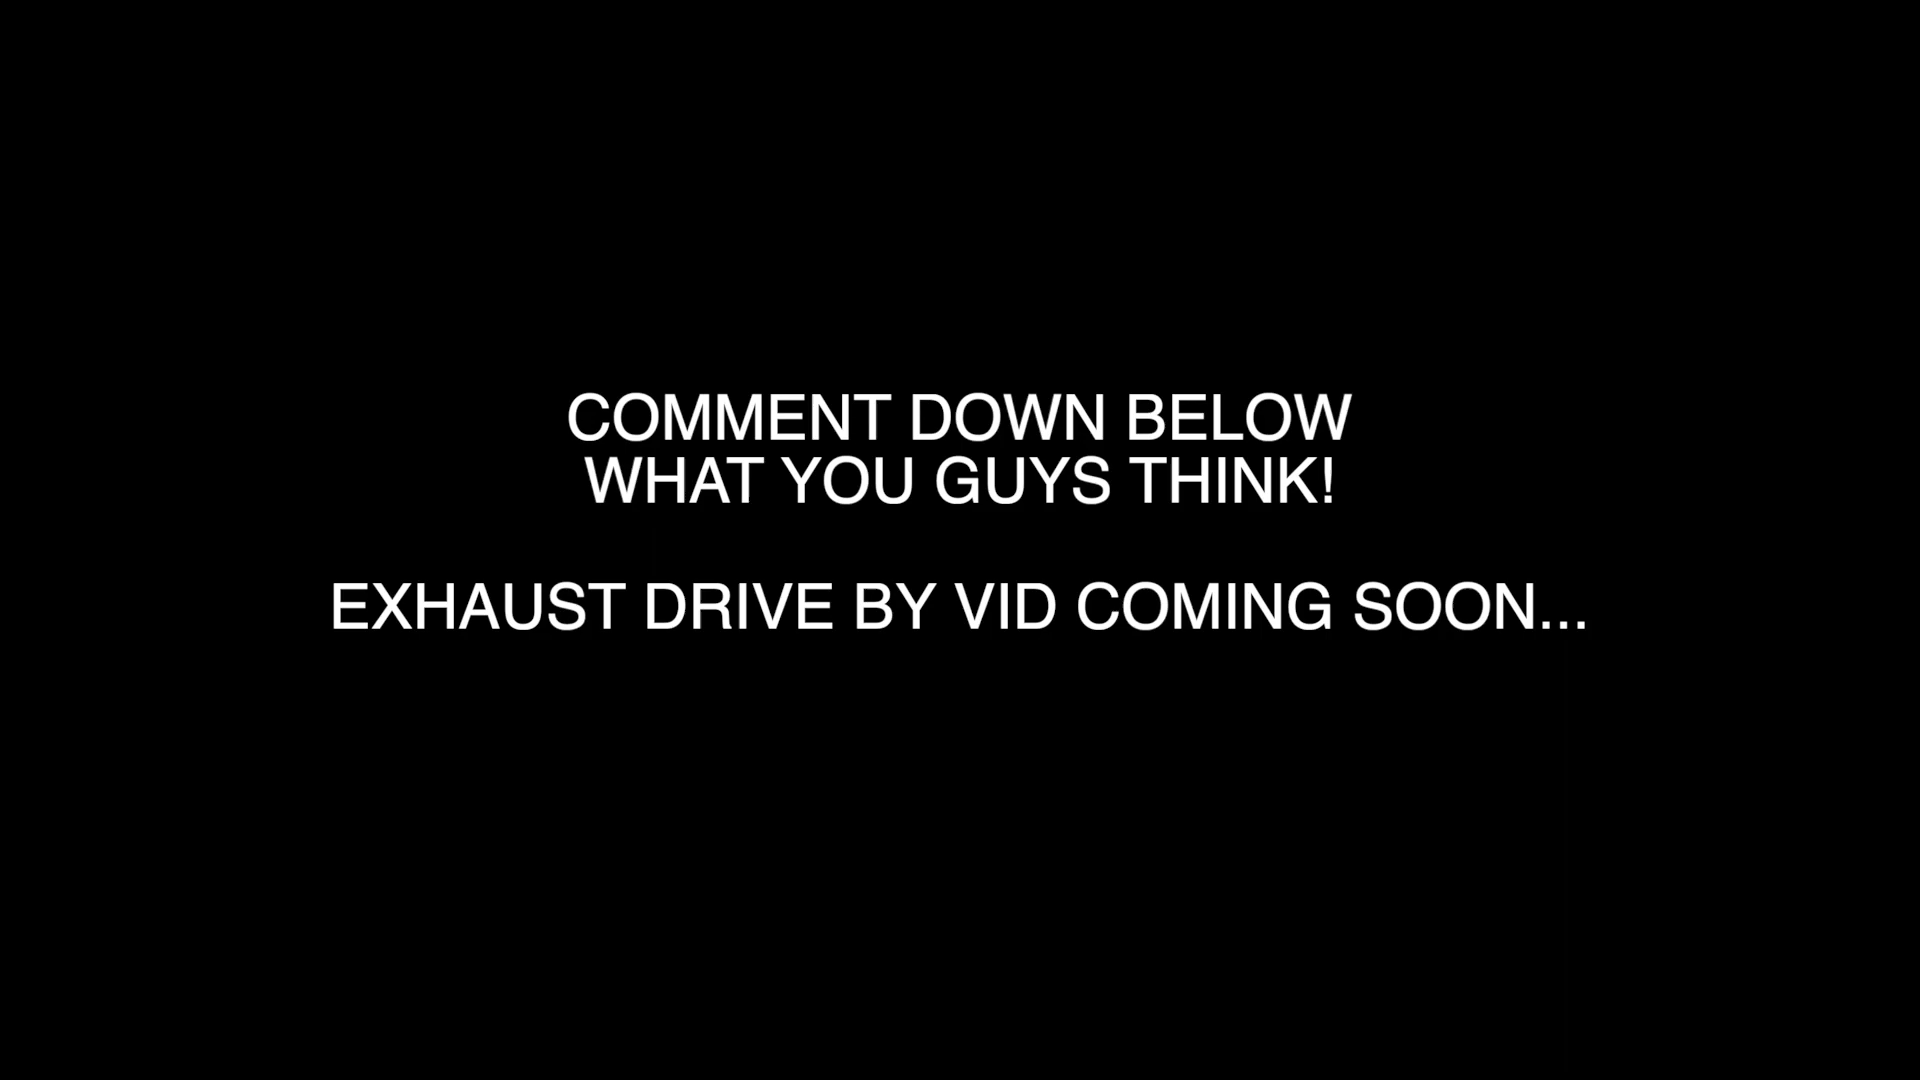 COMMENT DOWN BELOW
WHAT YOU GUYS THINK!
EXHAUST DRIVE BY VID COMING SOON...